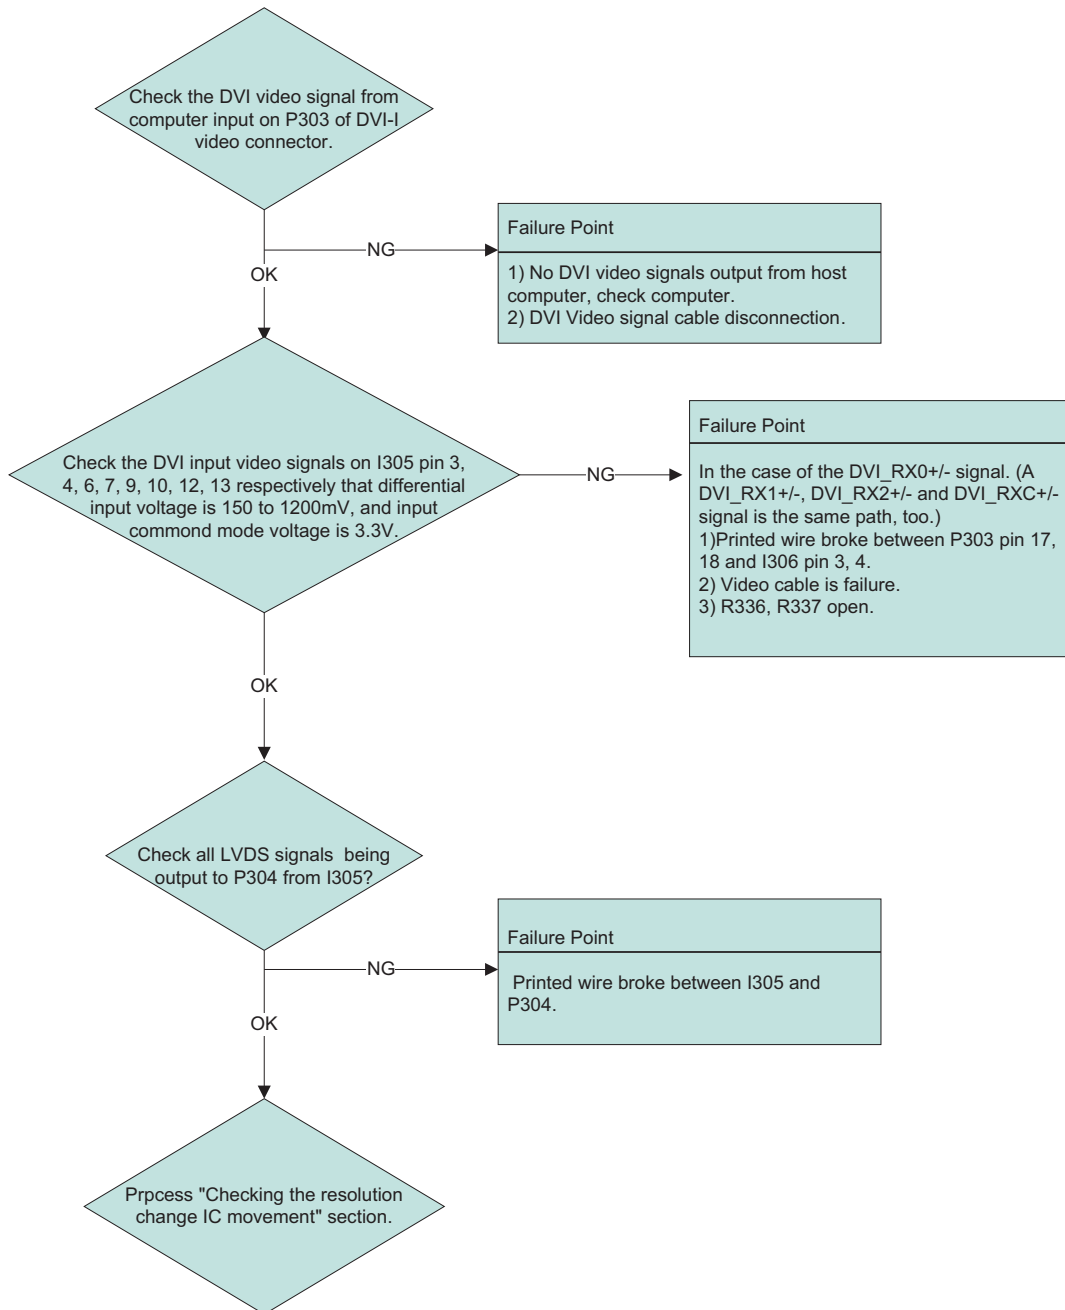 Check the DVI video signal from
computer input on P303 of DVI-I
video connector.
NG
Failure Point
1) No DVI video signals output from host
computer, check computer.
2) DVI Video signal cable disconnection.
OK
Check the DVI input video signals on I305 pin 3,
4, 6, 7, 9, 10, 12, 13 respectively that differential
input voltage is 150 to 1200mV, and input
commond mode voltage is 3.3V.
NG
Failure Point
In the case of the DVI_RX0+/- signal. (A
DVI_RX1+/-, DVI_RX2+/- and DVI_RXC+/-
signal is the same path, too.)
1)Printed wire broke between P303 pin 17,
18 and I306 pin 3, 4.
2) Video cable is failure.
3) R336, R337 open.
OK
Check all LVDS signals being
output to P304 from I305?
NG
Failure Point
Printed wire broke between I305 and
P304.
OK
Prpcess "Checking the resolution
change IC movement" section.